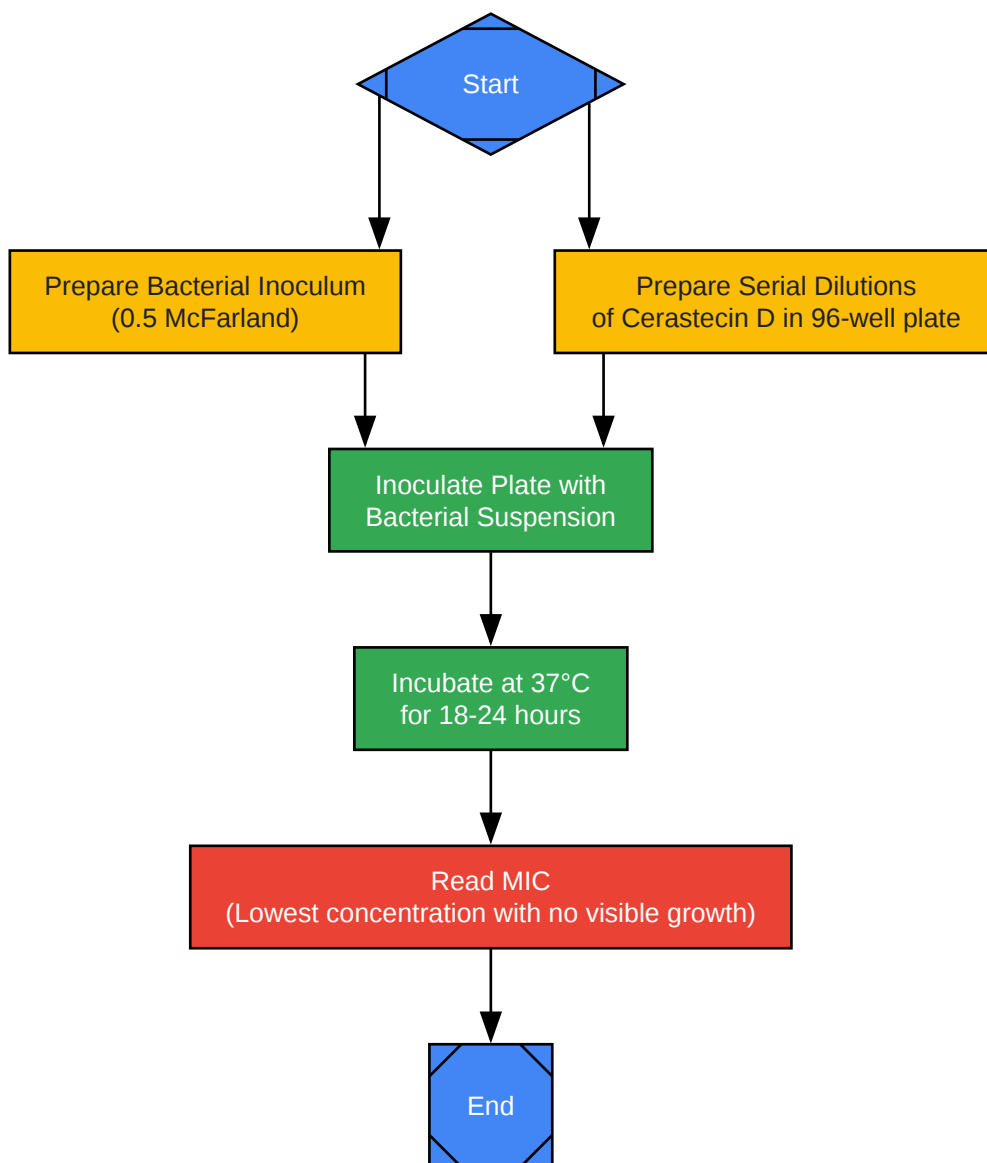 Start
Prepare Bacterial Inoculum
(0.5 McFarland)
Prepare Serial Dilutions
of Cerastecin D in 96-well plate
Inoculate Plate with
Bacterial Suspension
Incubate at 37°C
for 18-24 hours
Read MIC
(Lowest concentration with no visible growth)
End